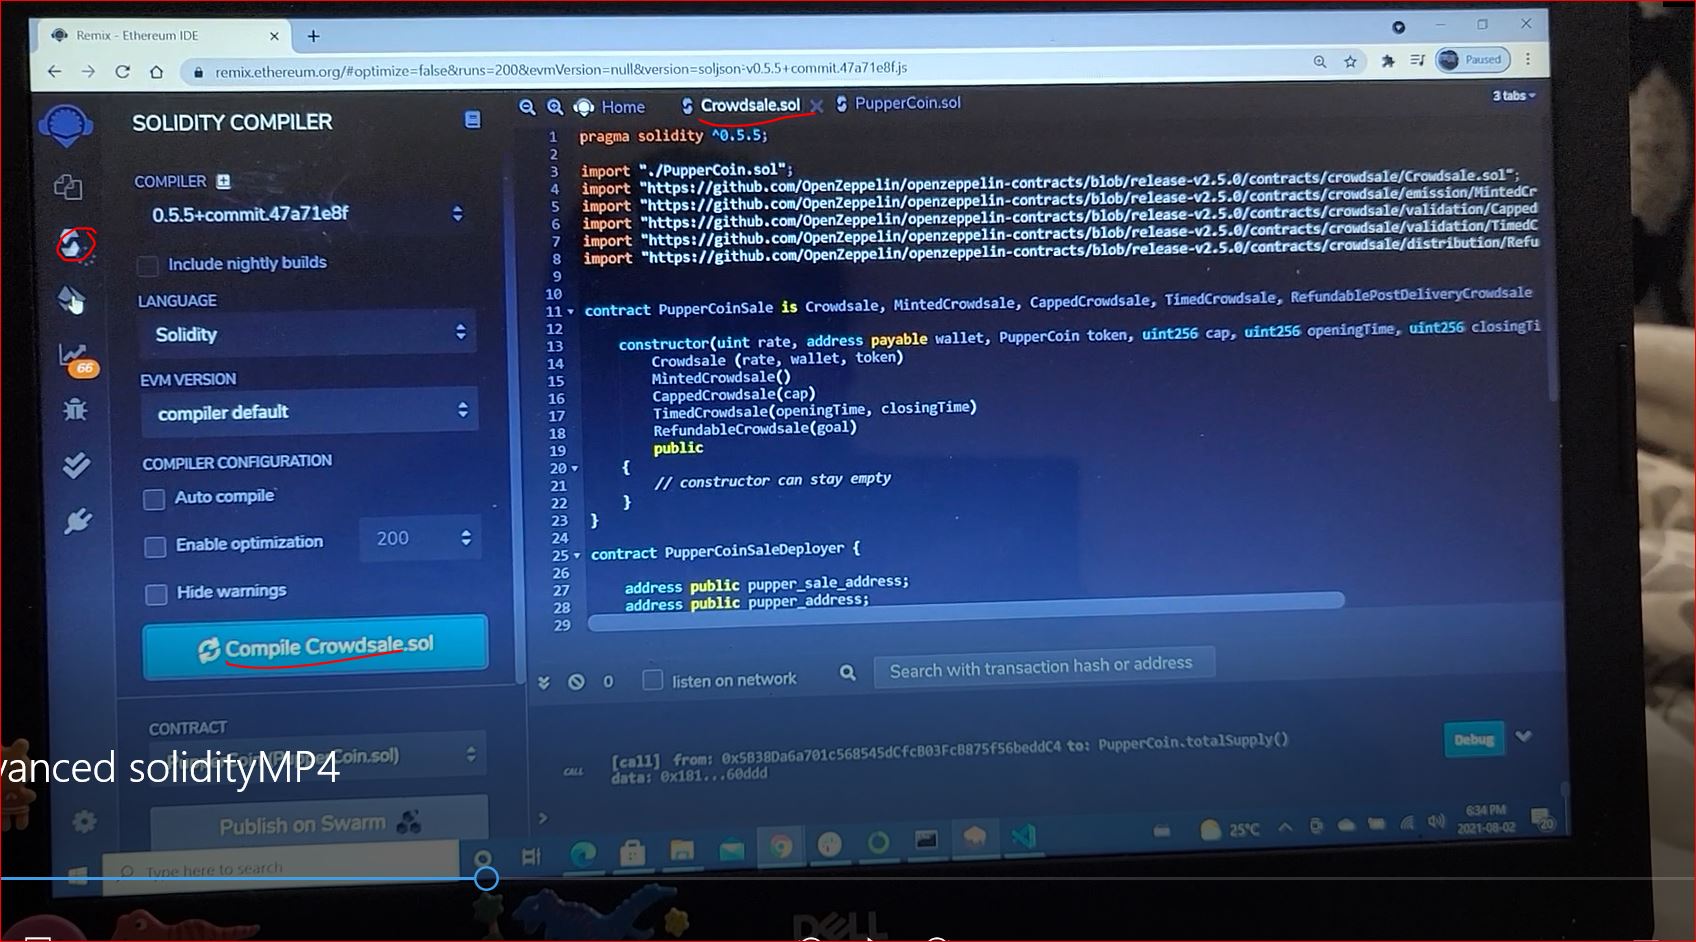 Remix - Ethereum IDE
remix.ethereum.org/#optimize=false&runs=200&evmVersion=null&version=soljson-v0.5.5+commit.47a71e8f.js
Paused
SOLIDITY COMPILER
COMPILER
0.5.5+commit.47a71e8f
Include nightly builds
LANGUAGE
Solidity
66
EVM VERSION
compiler default
COMPILER CONFIGURATION
Auto compile
Enable optimization
200
Hide warnings
Compile Crowdsale.sol
CONTRACT
Publish on Swarm
Home
Crowdsale.sol
PupperCoin.sol
3 tabs
1 pragma solidity ^0.5.5;
2
3 import "./PupperCoin.sol";
4 import "https://github.com/OpenZeppelin/openzeppelin-contracts/blob/release-v2.5.0/contracts/crowdsale/Crowdsale.sol";
5 import "https://github.com/OpenZeppelin/openzeppelin-contracts/blob/release-v2.5.0/contracts/crowdsale/emission/MintedCr
6 import "https://github.com/OpenZeppelin/openzeppelin-contracts/blob/release-v2.5.0/contracts/crowdsale/validation/Capped
7 import "https://github.com/OpenZeppelin/openzeppelin-contracts/blob/release-v2.5.0/contracts/crowdsale/validation/TimedC
8 import "https://github.com/OpenZeppelin/openzeppelin-contracts/blob/release-v2.5.0/contracts/crowdsale/distribution/Refu
9
10
11 contract PupperCoinSale is Crowdsale, MintedCrowdsale, CappedCrowdsale, TimedCrowdsale, RefundablePostDeliveryCrowdsale
12
13 constructor(uint rate, address payable wallet, PupperCoin token, uint256 cap, uint256 openingTime, uint256 closingTi
14 Crowdsale (rate, wallet, token)
15 MintedCrowdsale()
16 CappedCrowdsale(cap)
17 TimedCrowdsale(openingTime, closingTime)
18 RefundableCrowdsale(goal)
19 public
20 {
21 // constructor can stay empty
22 }
23 }
24
25 contract PupperCoinSaleDeployer {
26
27 address public pupper_sale_address;
28 address public pupper_address;
29
0
listen on network
Search with transaction hash or address
CALL
[call] from: 0x5B38Da6a701c568545dCfcB03FcB875f56beddC4 to: PupperCoin.totalSupply()
data: 0x181...60ddd
Debug
>
vanced solidityMP4
Type here to search
25°C
6:34 PM
2021-08-02
20
DELL